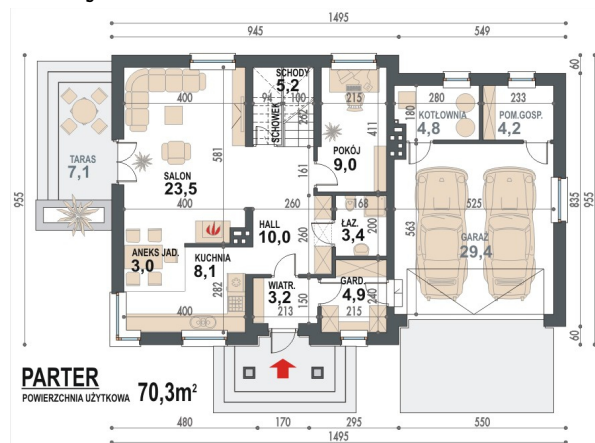 1495
945 549
60
SCHODY
5,2
400 94 100 215 280 233
180
KOTŁOWNIA
4,8
POM.GOSP.
4,2
SCHOWEK
262
411
TARAS
7,1
581
POKÓJ
9,0
SALON
23,5
161
955
835
955
400 260 168 525
HALL
10,0
ŁAZ.
3,4
200
260
563
GARAŻ
29,4
ANEKS JAD.
3,0
KUCHNIA
8,1
WIATR.
3,2
GARD.
4,9
282
150
240
400 213 215
60
PARTER
POWIERZCHNIA UŻYTKOWA 70,3m²
480 170 295 550
1495